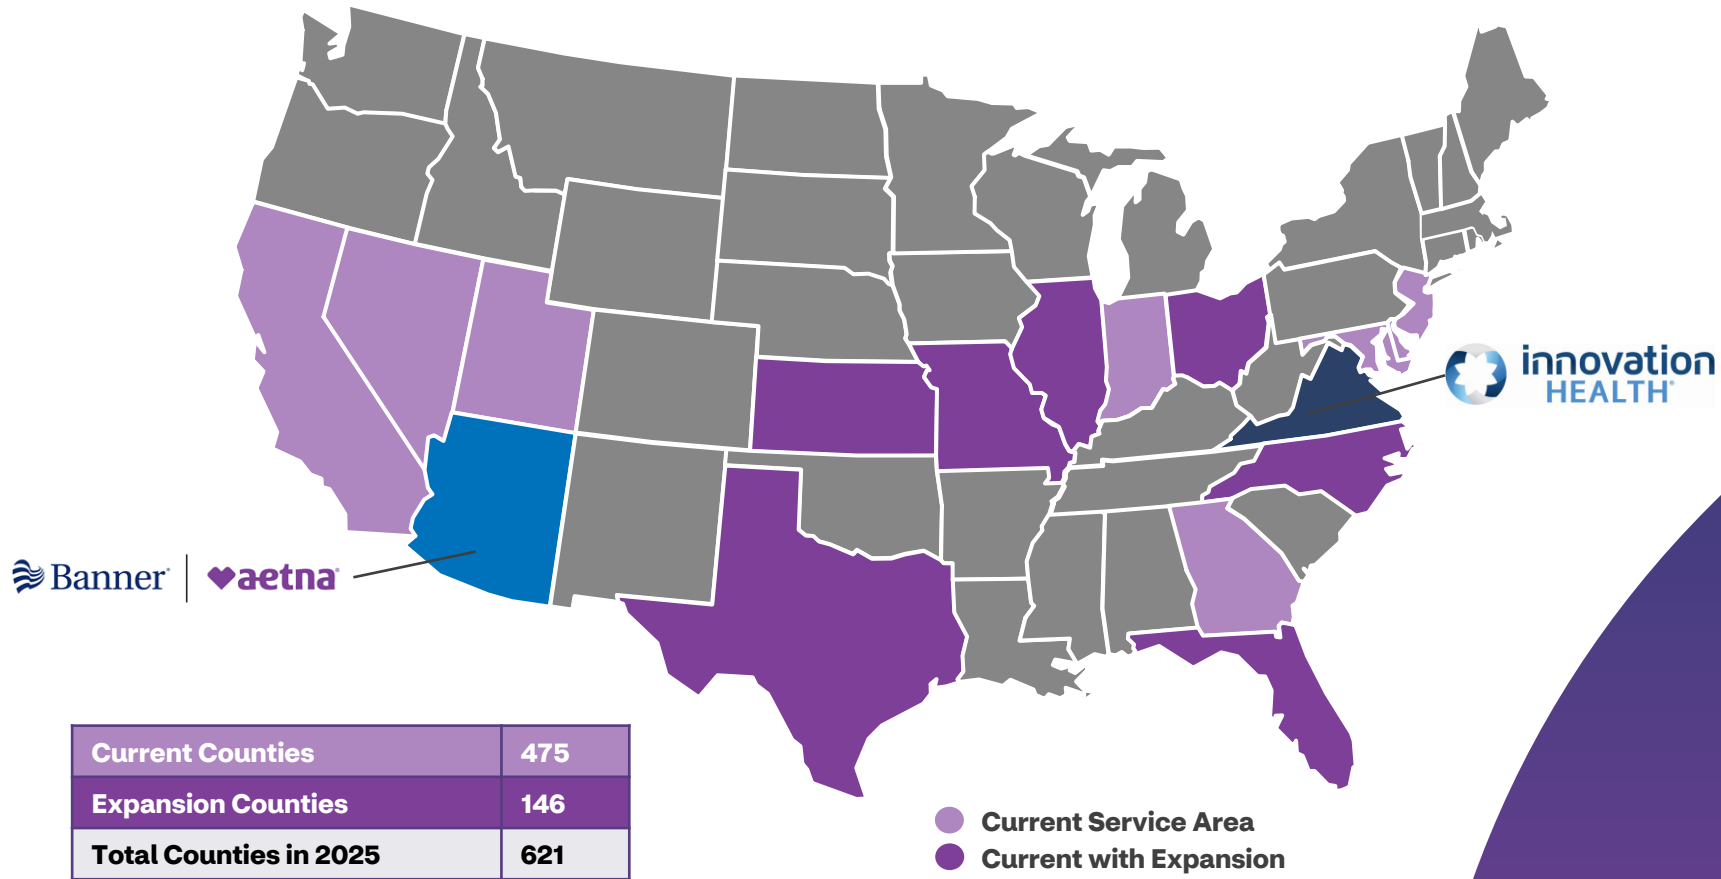 innovation
HEALTH®
Banner®
aetna®
Current Counties 475
Expansion Counties 146
Total Counties in 2025 621
Current Service Area
Current with Expansion